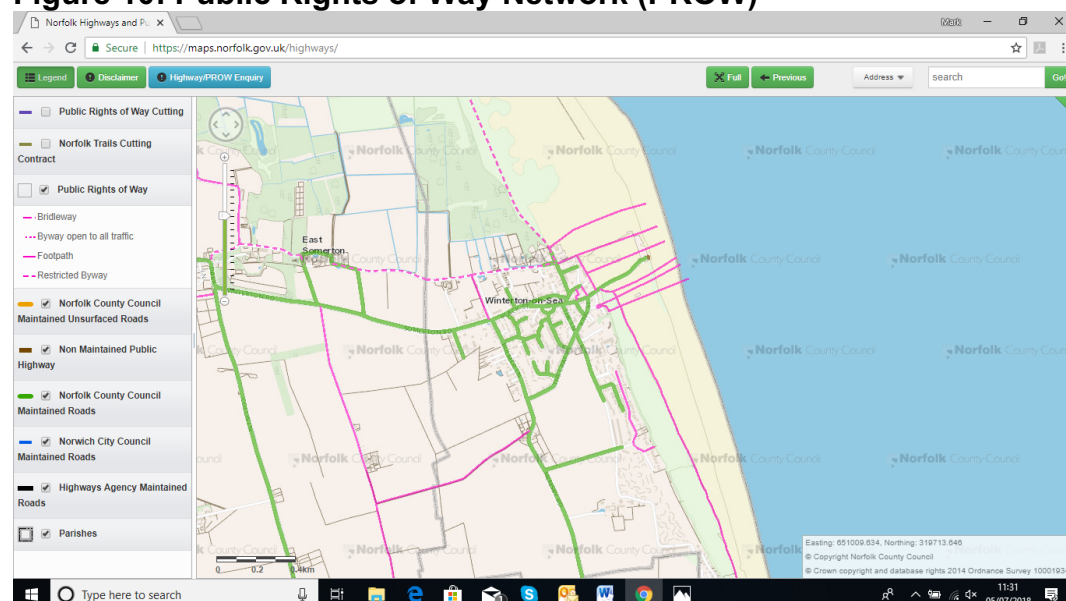 Figure 10: Public Rights of Way Network (PROW)
Norfolk Highways and Pu
Mark
Secure | https://maps.norfolk.gov.uk/highways/
Legend
Disclaimer
Highway/PROW Enquiry
Full
Previous
Address
search
Go!
Public Rights of Way Cutting
Norfolk Trails Cutting
Contract
Public Rights of Way
Bridleway
Byway open to all traffic
Footpath
Restricted Byway
Norfolk County Council
Maintained Unsurfaced Roads
Non Maintained Public
Highway
Norfolk County Council
Maintained Roads
Norwich City Council
Maintained Roads
Highways Agency Maintained
Roads
Parishes
East
Somerton
Winterton-on-Sea
Norfolk County Council
0 0.2 0.4km
Easting: 651009.634, Northing: 319713.646
© Copyright Norfolk County Council
© Crown copyright and database rights 2014 Ordnance Survey 1000193
Type here to search
11:31
05/07/2018